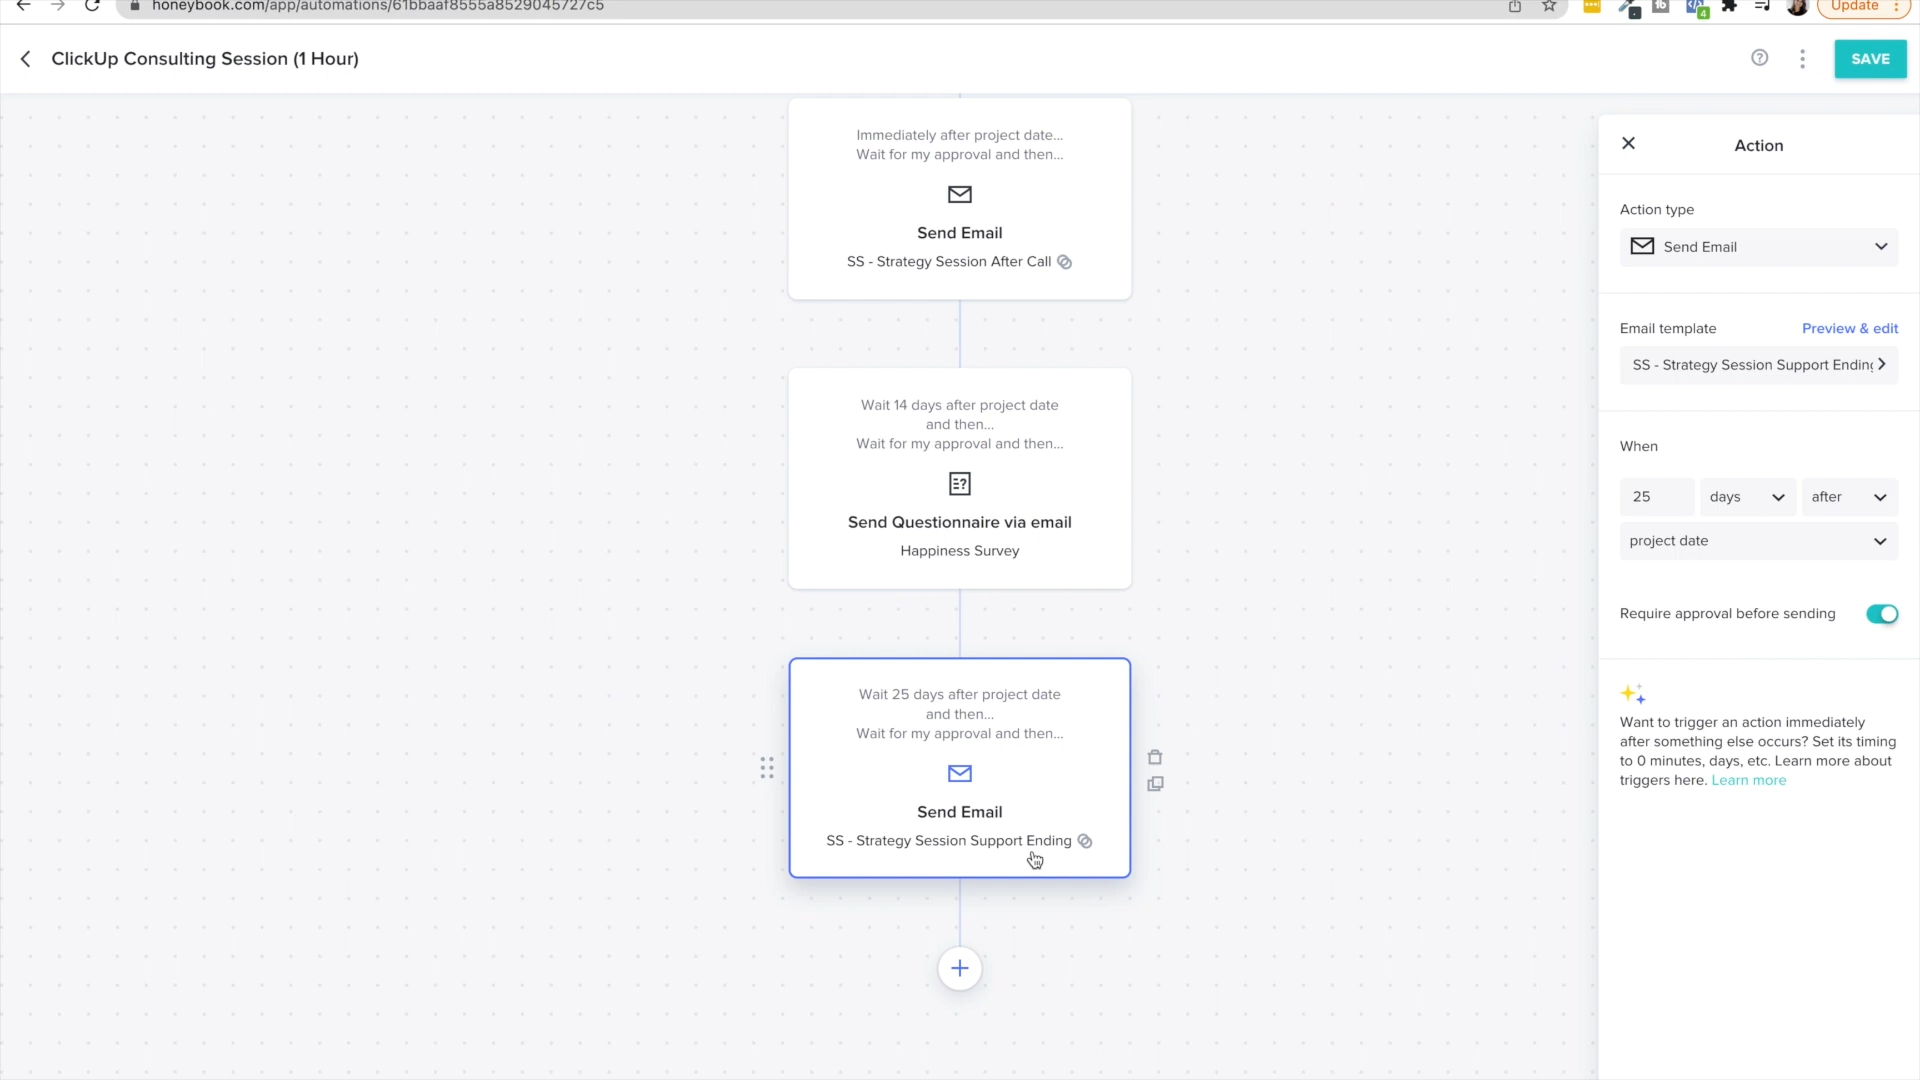 honeybook.com/app/automations/61bbaaf8555a8529045727c5
Update
4
ClickUp Consulting Session (1 Hour)
SAVE
Immediately after project date...
Wait for my approval and then...
Send Email
SS - Strategy Session After Call
Wait 14 days after project date
and then...
Wait for my approval and then...
Send Questionnaire via email
Happiness Survey
Wait 25 days after project date
and then...
Wait for my approval and then...
Send Email
SS - Strategy Session Support Ending
Action
Action type
Send Email
Email template
Preview & edit
SS - Strategy Session Support Ending
When
25
days
after
project date
Require approval before sending
Want to trigger an action immediately
after something else occurs? Set its timing
to 0 minutes, days, etc. Learn more about
triggers here. Learn more